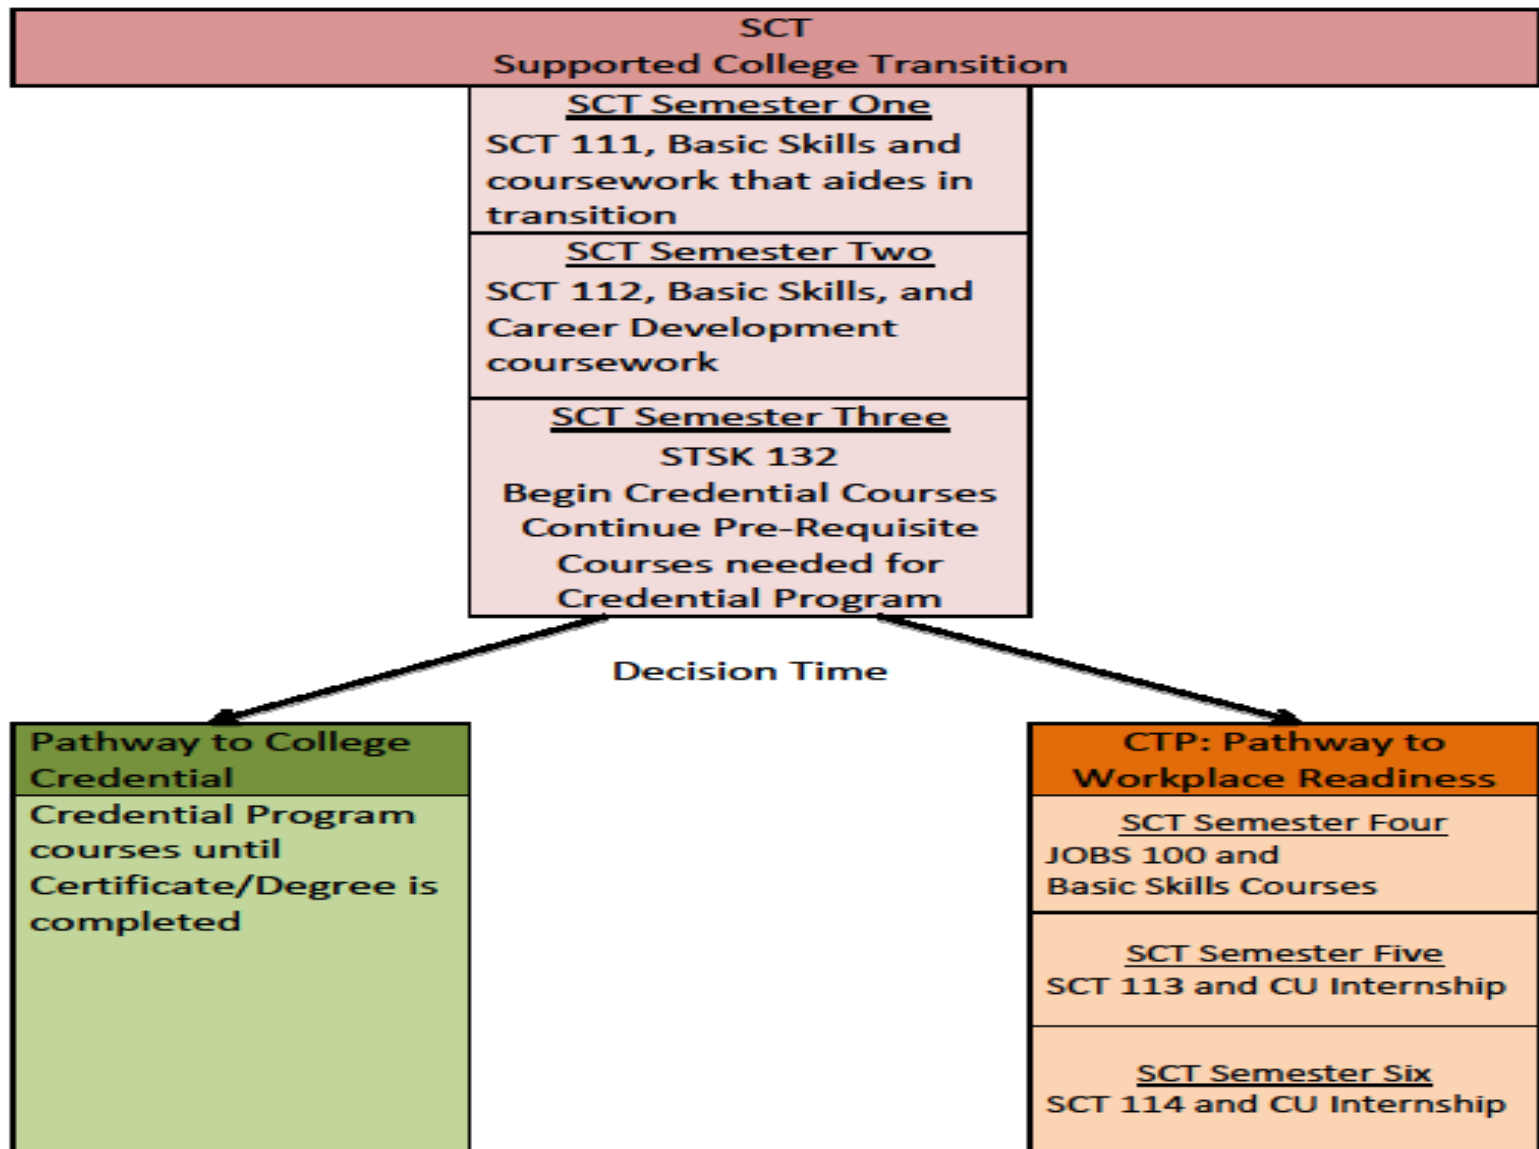 SCT
Supported College Transition
SCT Semester One
SCT 111, Basic Skills and
coursework that aides in
transition
SCT Semester Two
SCT 112, Basic Skills, and
Career Development
coursework
SCT Semester Three
STSK 132
Begin Credential Courses
Continue Pre-Requisite
Courses needed for
Credential Program
Decision Time
Pathway to College
Credential
Credential Program
courses until
Certificate/Degree is
completed
CTP: Pathway to
Workplace Readiness
SCT Semester Four
JOBS 100 and
Basic Skills Courses
SCT Semester Five
SCT 113 and CU Internship
SCT Semester Six
SCT 114 and CU Internship